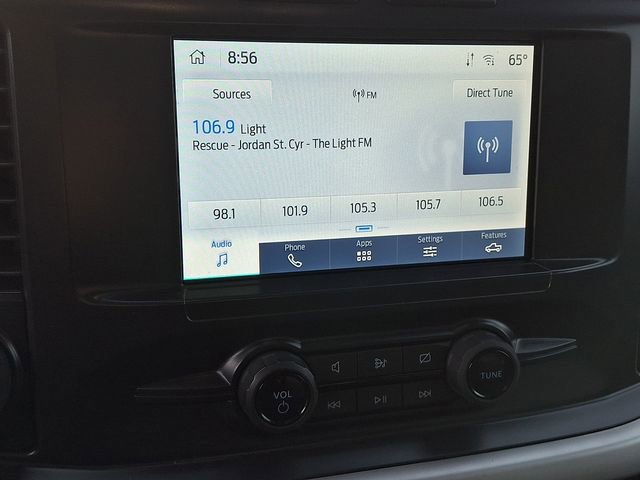 8:56
65°
Sources
FM
Direct Tune
106.9 Light
Rescue - Jordan St. Cyr - The Light FM
98.1
101.9
105.3
105.7
106.5
Audio
Phone
Apps
Settings
Features
VOL
TUNE